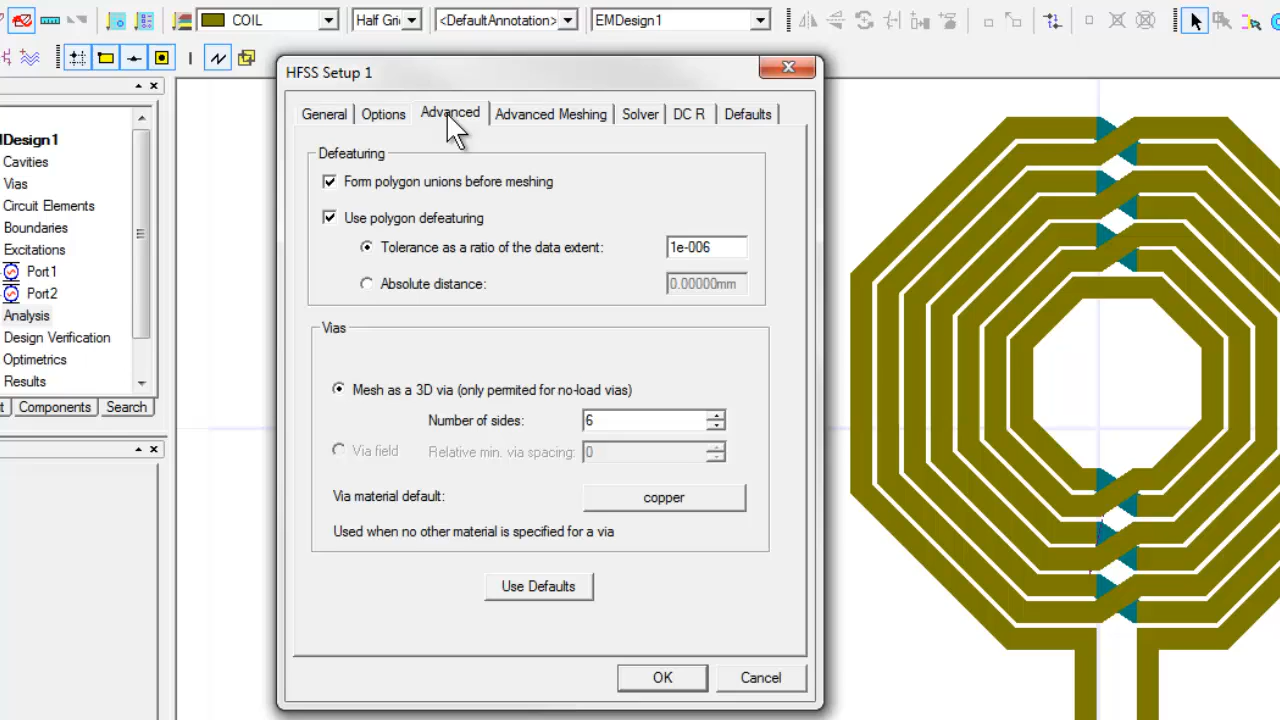 COIL
Half Gri
<DefaultAnnotation>
EMDesign1
HFSS Setup 1
General
Options
Advanced
Advanced Meshing
Solver
DC R
Defaults
MDesign1
Cavities
Vias
Circuit Elements
Boundaries
Excitations
Port1
Port2
Analysis
Design Verification
Optimetrics
Results
t
Components
Search
Defeaturing
Form polygon unions before meshing
Use polygon defeaturing
Tolerance as a ratio of the data extent:
1e-006
Absolute distance:
0.00000mm
Vias
Mesh as a 3D via (only permited for no-load vias)
Number of sides:
6
Via field
Relative min. via spacing:
0
Via material default:
copper
Used when no other material is specified for a via
Use Defaults
OK
Cancel